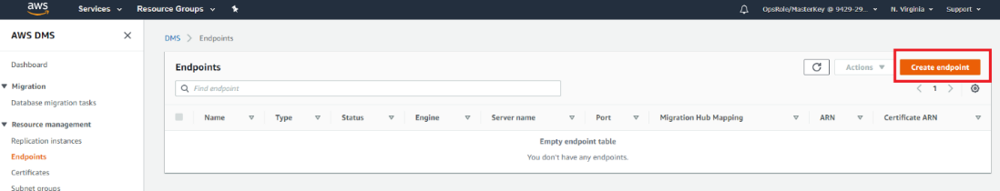 aws
Services
Resource Groups
OpsRole/MasterKey @ 9429-29...
N. Virginia
Support
AWS DMS
DMS
Endpoints
Dashboard
Migration
Database migration tasks
Resource management
Replication instances
Endpoints
Certificates
Subnet groups
Endpoints
Actions
Create endpoint
Find endpoint
1
Name
Type
Status
Engine
Server name
Port
Migration Hub Mapping
ARN
Certificate ARN
Empty endpoint table
You don't have any endpoints.